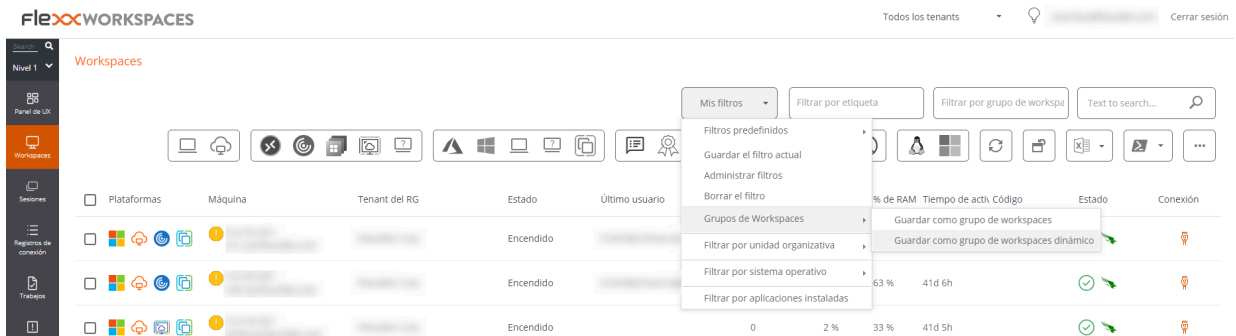 FlexxWORKSPACES
Todos los tenants
Cerrar sesión
Search
Nivel 1
Workspaces
Panel de UX
Mis filtros
Filtrar por etiqueta
Filtrar por grupo de workspa
Text to search...
Filtros predefinidos
Guardar el filtro actual
Administrar filtros
Borrar el filtro
Grupos de Workspaces
Guardar como grupo de workspaces
Guardar como grupo de workspaces dinámico
Filtrar por unidad organizativa
Filtrar por sistema operativo
Filtrar por aplicaciones instaladas
Workspaces
Sesiones
Registros de
conexión
Trabajos
Plataformas Máquina Tenant del RG Estado Último usuario % de RAM Tiempo de activ Código Estado Conexión
Encendido
Encendido 63 % 41d 6h
Encendido 0 2 % 33 % 41d 5h